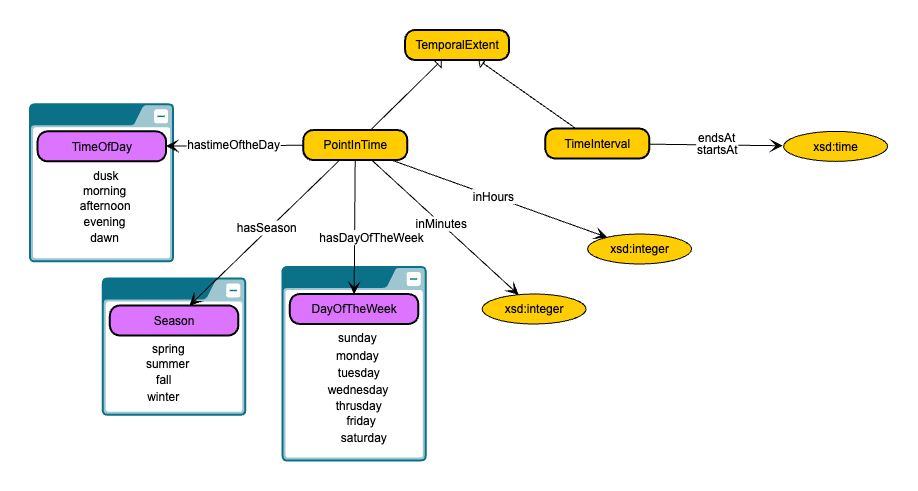 TemporalExtent
TimeOfDay
dusk
morning
afternoon
evening
dawn
hastimeOftheDay
PointInTime
TimeInterval
endsAt
startsAt
xsd:time
inHours
xsd:integer
inMinutes
xsd:integer
hasSeason
Season
spring
summer
fall
winter
hasDayOfTheWeek
DayOfTheWeek
sunday
monday
tuesday
wednesday
thrusday
friday
saturday